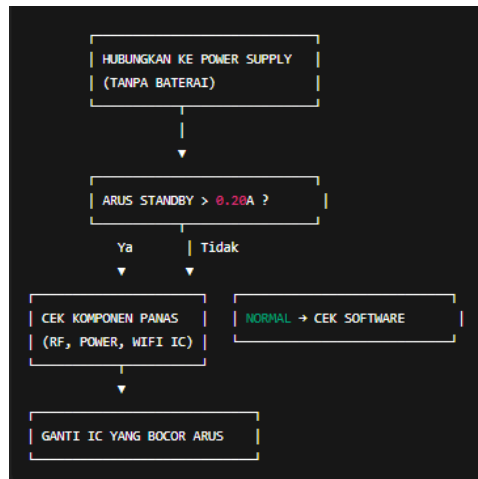 HUBUNGKAN KE POWER SUPPLY
(TANPA BATERAI)
ARUS STANDBY > 0.20A ?
Ya
Tidak
CEK KOMPONEN PANAS
(RF, POWER, WIFI IC)
NORMAL → CEK SOFTWARE
GANTI IC YANG BOCOR ARUS